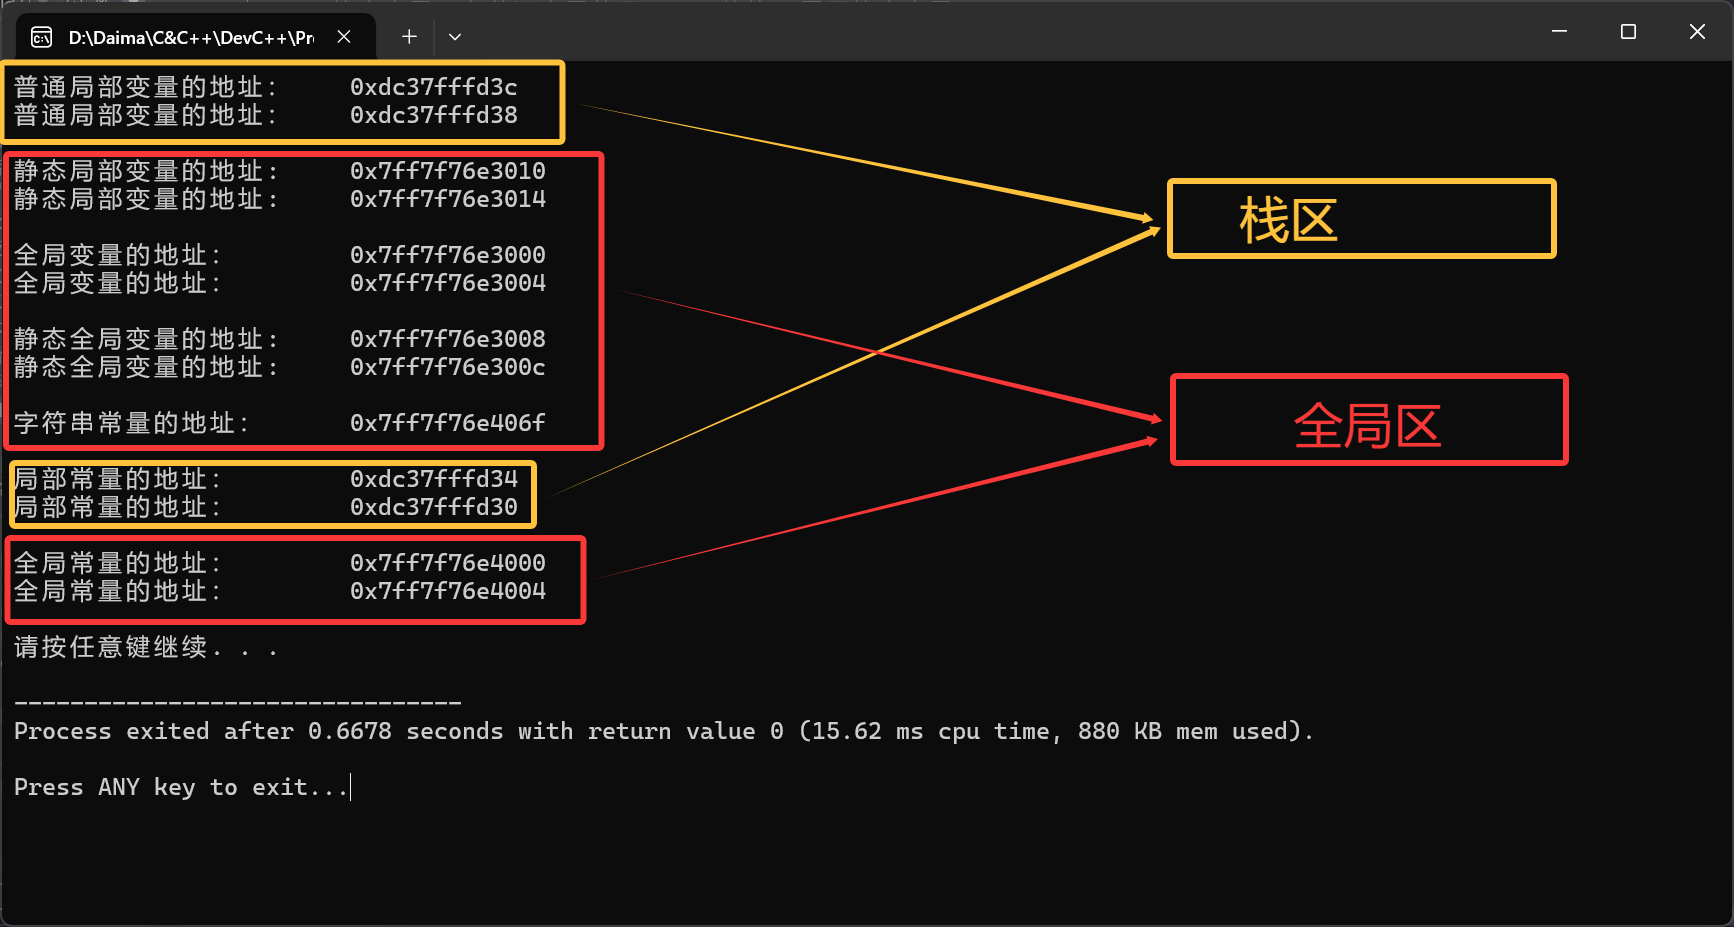 D:\Daima\C&C++\DevC++\Pr
普通局部变量的地址: 0xdc37fffd3c
普通局部变量的地址: 0xdc37fffd38
静态局部变量的地址: 0x7ff7f76e3010
静态局部变量的地址: 0x7ff7f76e3014
栈区
全局变量的地址: 0x7ff7f76e3000
全局变量的地址: 0x7ff7f76e3004
静态全局变量的地址: 0x7ff7f76e3008
静态全局变量的地址: 0x7ff7f76e300c
字符串常量的地址: 0x7ff7f76e406f
全局区
局部常量的地址: 0xdc37fffd34
局部常量的地址: 0xdc37fffd30
全局常量的地址: 0x7ff7f76e4000
全局常量的地址: 0x7ff7f76e4004
请按任意键继续. . .
--------------------------------
Process exited after 0.6678 seconds with return value 0 (15.62 ms cpu time, 880 KB mem used).
Press ANY key to exit...